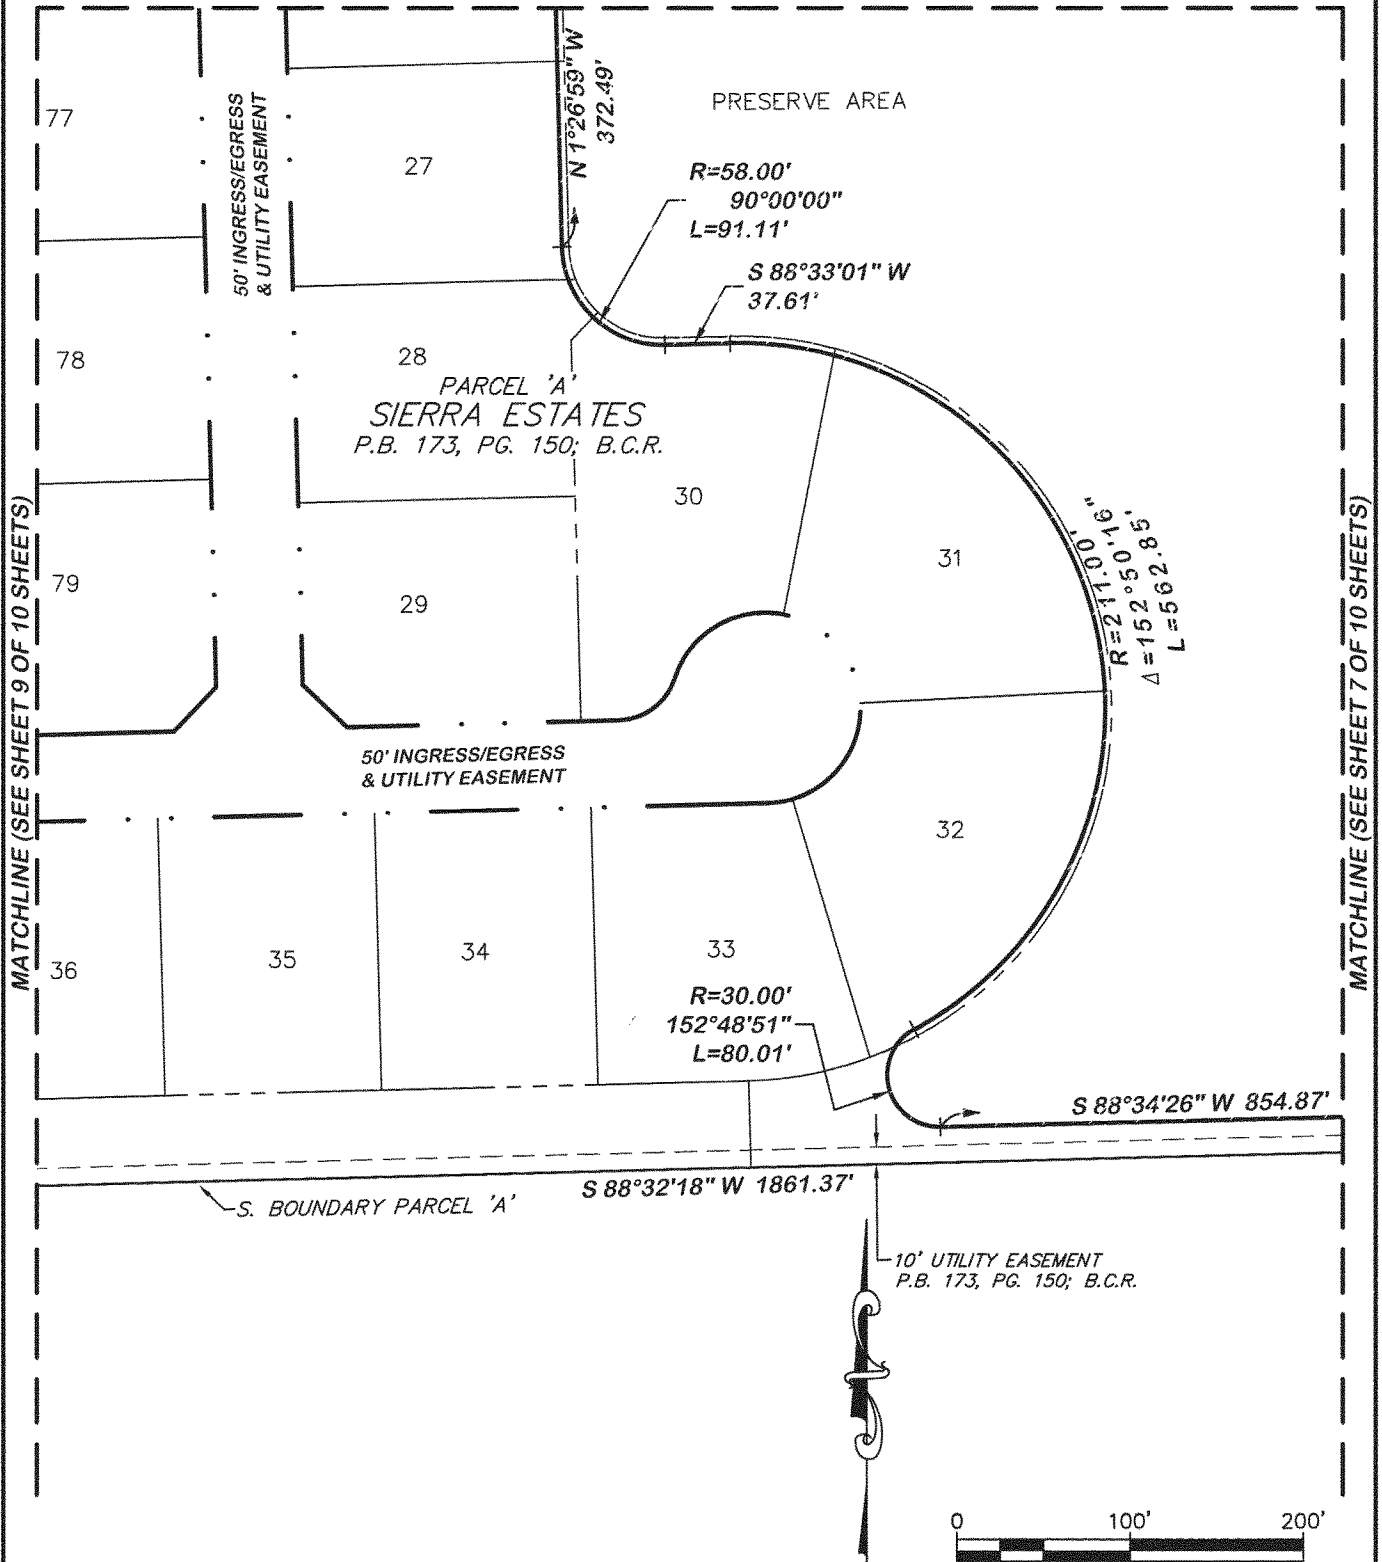 N 1°26'59" W
372.49'
PRESERVE AREA
77
50' INGRESS/EGRESS
& UTILITY EASEMENT
27
R=58.00'
90°00'00"
L=91.11'
S 88°33'01" W
37.61'
78
28
PARCEL 'A'
SIERRA ESTATES
P.B. 173, PG. 150; B.C.R.
30
31
R=211.00'
Δ=152°50'16"
L=562.85'
79
29
MATCHLINE (SEE SHEET 9 OF 10 SHEETS)
MATCHLINE (SEE SHEET 7 OF 10 SHEETS)
50' INGRESS/EGRESS
& UTILITY EASEMENT
32
36
35
34
33
R=30.00'
152°48'51"
L=80.01'
S 88°34'26" W 854.87'
S 88°32'18" W 1861.37'
S. BOUNDARY PARCEL 'A'
10' UTILITY EASEMENT
P.B. 173, PG. 150; B.C.R.
0 100' 200'